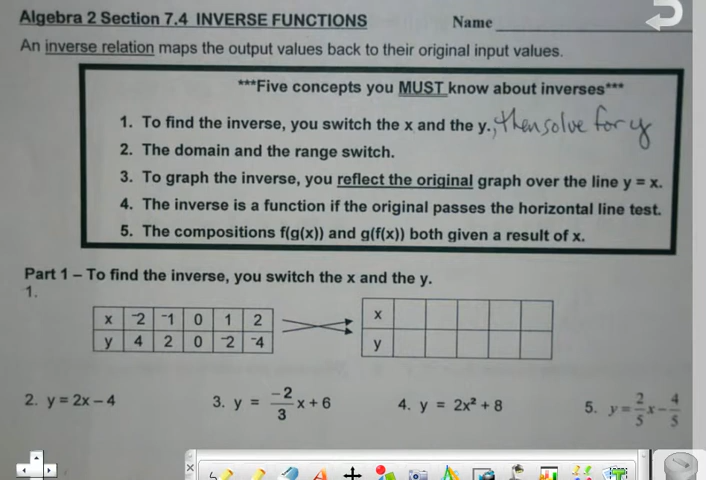 Algebra 2 Section 7.4 INVERSE FUNCTIONS Name
An inverse relation maps the output values back to their original input values.
***Five concepts you MUST know about inverses***
1. To find the inverse, you switch the x and the y., then solve for y
2. The domain and the range switch.
3. To graph the inverse, you reflect the original graph over the line y = x.
4. The inverse is a function if the original passes the horizontal line test.
5. The compositions f(g(x)) and g(f(x)) both given a result of x.
Part 1 – To find the inverse, you switch the x and the y.
1.
x -2 -1 0 1 2 x
y 4 2 0 -2 -4 y
2. y = 2x – 4 3. y = -2/3 x + 6 4. y = 2x² + 8 5. y = 2/5 x – 4/5